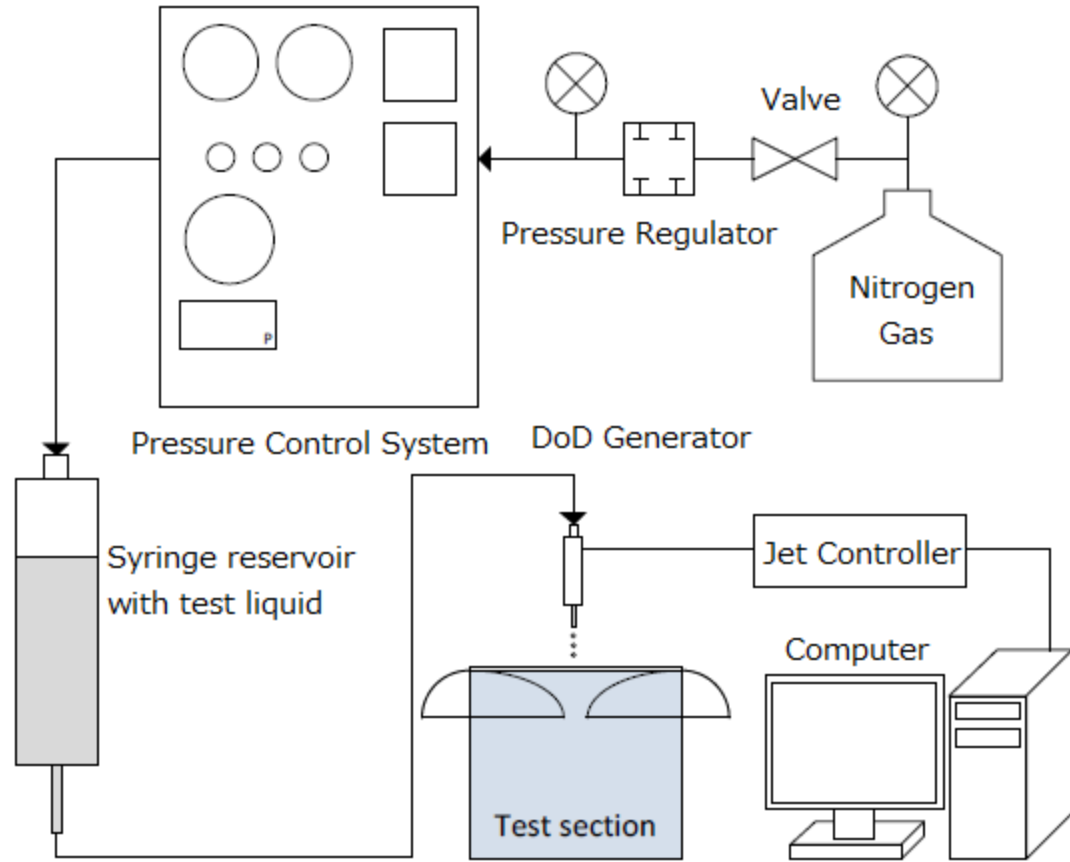 Valve
Pressure Regulator
Nitrogen
Gas
P
Pressure Control System
DoD Generator
Syringe reservoir
with test liquid
Jet Controller
Computer
Test section